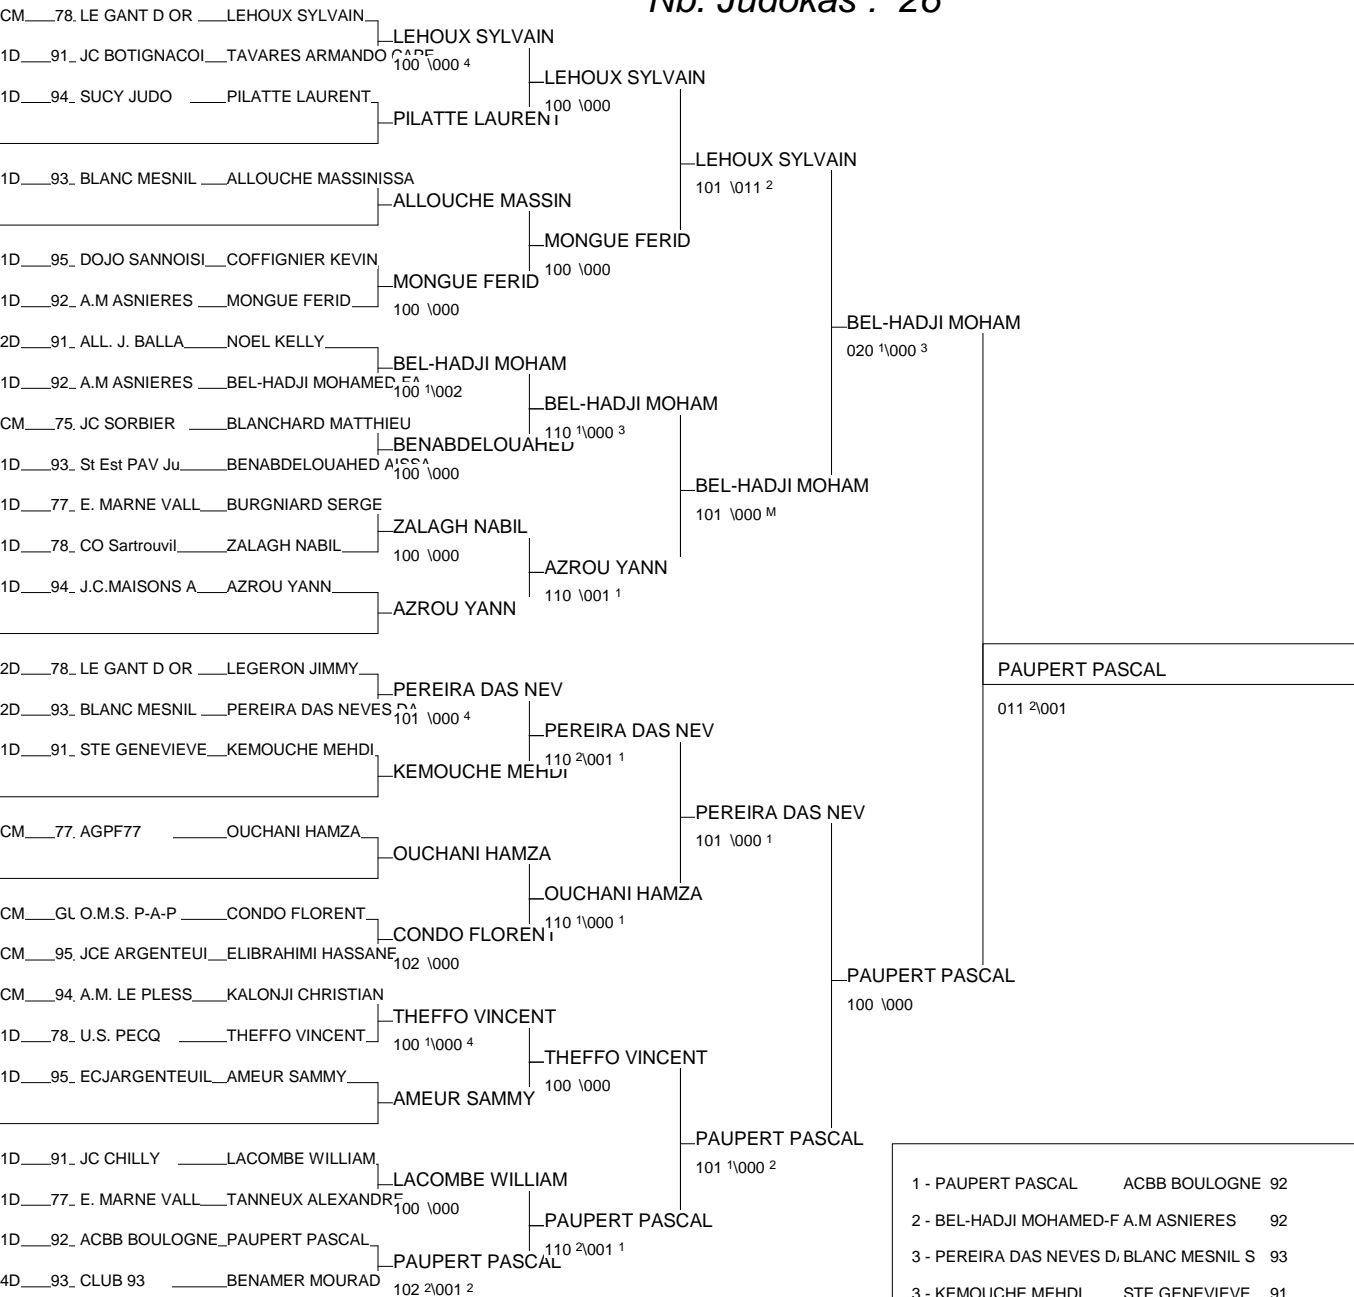 Nb. Judokas : 26
CM 78 LE GANT D OR LEHOUX SYLVAIN
LEHOUX SYLVAIN
1D 91 JC BOTIGNACOI TAVARES ARMANDO
100 \000 4
LEHOUX SYLVAIN
1D 94 SUCY JUDO PILATTE LAURENT
100 \000
PILATTE LAURENT
LEHOUX SYLVAIN
1D 93 BLANC MESNIL ALLOUCHE MASSINISSA
101 \011 2
ALLOUCHE MASSIN
MONGUE FERID
1D 95 DOJO SANNOISI COFFIGNIER KEVIN
100 \000
MONGUE FERID
1D 92 A.M ASNIERES MONGUE FERID
100 \000
BEL-HADJI MOHAM
2D 91 ALL. J. BALLA NOEL KELLY
020 1\000 3
BEL-HADJI MOHAM
1D 92 A.M ASNIERES BEL-HADJI MOHAMED
100 1\002
BEL-HADJI MOHAM
CM 75 JC SORBIER BLANCHARD MATTHIEU
110 1\000 3
BENABDELOUAHED
1D 93 St Est PAV Ju BENABDELOUAHED AISSA
100 \000
BEL-HADJI MOHAM
1D 77 E. MARNE VALL BURGNIARD SERGE
101 \000 M
ZALAGH NABIL
1D 78 CO Sartrouvil ZALAGH NABIL
100 \000
AZROU YANN
1D 94 J.C.MAISONS A AZROU YANN
110 \001 1
AZROU YANN
2D 78 LE GANT D OR LEGERON JIMMY
PAUPERT PASCAL
PEREIRA DAS NEV
2D 93 BLANC MESNIL PEREIRA DAS NEVES
011 2\001
101 \000 4
PEREIRA DAS NEV
1D 91 STE GENEVIEVE KEMOUCHE MEHDI
110 2\001 1
KEMOUCHE MEHDI
PEREIRA DAS NEV
CM 77 AGPF77 OUCHANI HAMZA
101 \000 1
OUCHANI HAMZA
OUCHANI HAMZA
CM GL O.M.S. P-A-P CONDO FLORENT
110 1\000 1
CONDO FLORENT
CM 95 JCE ARGENTEUI ELIBRAHIMI HASSANE
102 \000
PAUPERT PASCAL
CM 94 A.M. LE PLESS KALONJI CHRISTIAN
100 \000
THEFFO VINCENT
1D 78 U.S. PECQ THEFFO VINCENT
100 1\000 4
THEFFO VINCENT
1D 95 ECJARGENTEUIL AMEUR SAMMY
100 \000
AMEUR SAMMY
PAUPERT PASCAL
1D 91 JC CHILLY LACOMBE WILLIAM
101 1\000 2
LACOMBE WILLIAM
1D 77 E. MARNE VALL TANNEUX ALEXANDRE
100 \000
PAUPERT PASCAL
1D 92 ACBB BOULOGNE PAUPERT PASCAL
110 2\001 1
PAUPERT PASCAL
4D 93 CLUB 93 BENAMER MOURAD
102 2\001 2
1 - PAUPERT PASCAL ACBB BOULOGNE 92
2 - BEL-HADJI MOHAMED-F A.M ASNIERES 92
3 - PEREIRA DAS NEVES BLANC MESNIL S 93
3 - KEMOUCHE MEHDI STE GENEVIEVE 91